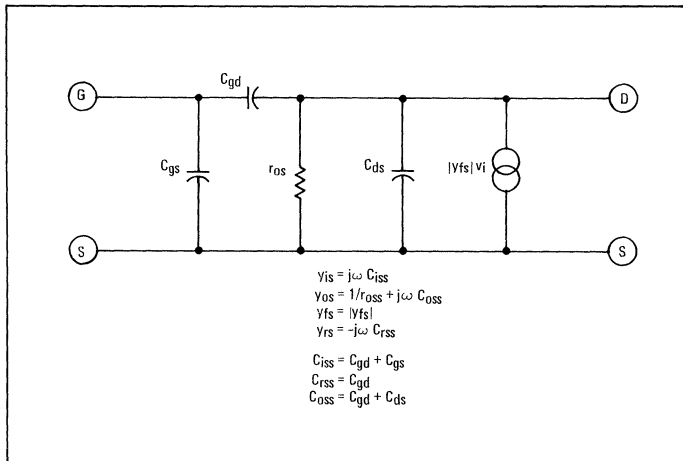 Cgd
G
D
Cgs
ros
Cds
|yfs| vi
S
S
yis = jω Ciss
yos = 1/ross + jω Coss
yfs = |yfs|
yrs = -jω Crss
Ciss = Cgd + Cgs
Crss = Cgd
Coss = Cgd + Cds